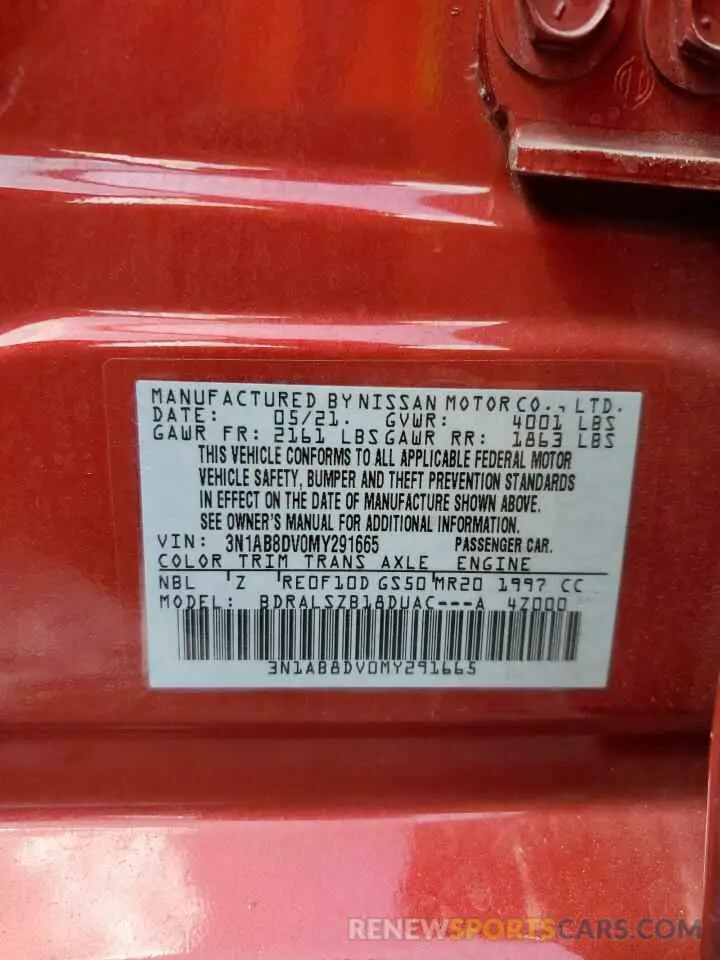 MANUFACTURED BY NISSAN MOTOR CO., LTD.
DATE: 05/21. GVWR: 4001 LBS
GAWR FR: 2161 LBS GAWR RR: 1863 LBS
THIS VEHICLE CONFORMS TO ALL APPLICABLE FEDERAL MOTOR
VEHICLE SAFETY, BUMPER AND THEFT PREVENTION STANDARDS
IN EFFECT ON THE DATE OF MANUFACTURE SHOWN ABOVE.
SEE OWNER'S MANUAL FOR ADDITIONAL INFORMATION.
VIN: 3N1AB8DV0MY291665 PASSENGER CAR.
COLOR TRIM TRANS AXLE ENGINE
NBL Z RE0F10D GS50 MR20 1997 CC
MODEL: BDRALSZB18DUAC---A 4Z000
3N1AB8DV0MY291665
RENEWSPORTSCARS.COM